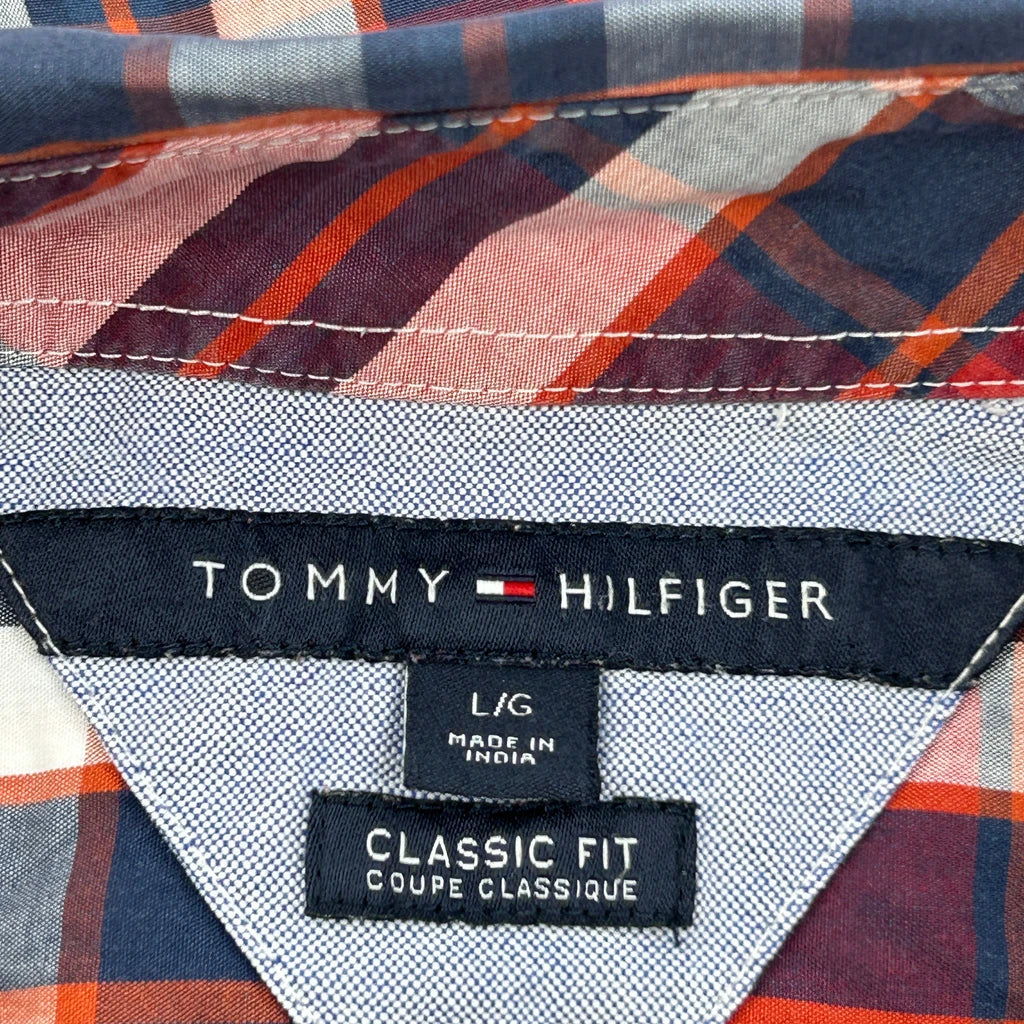 TOMMY HILFIGER
L/G
MADE IN
INDIA
CLASSIC FIT
COUPE CLASSIQUE